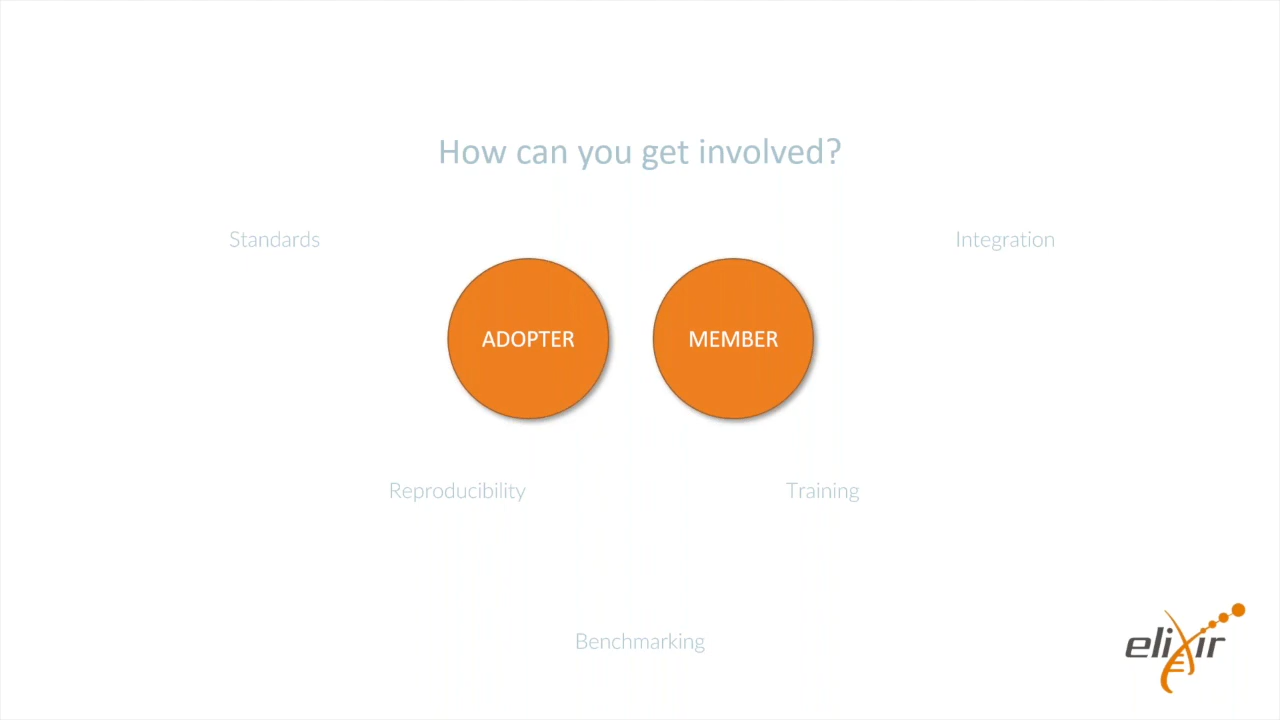 How can you get involved?
Standards
Integration
ADOPTER
MEMBER
Reproducibility
Training
Benchmarking
elixir